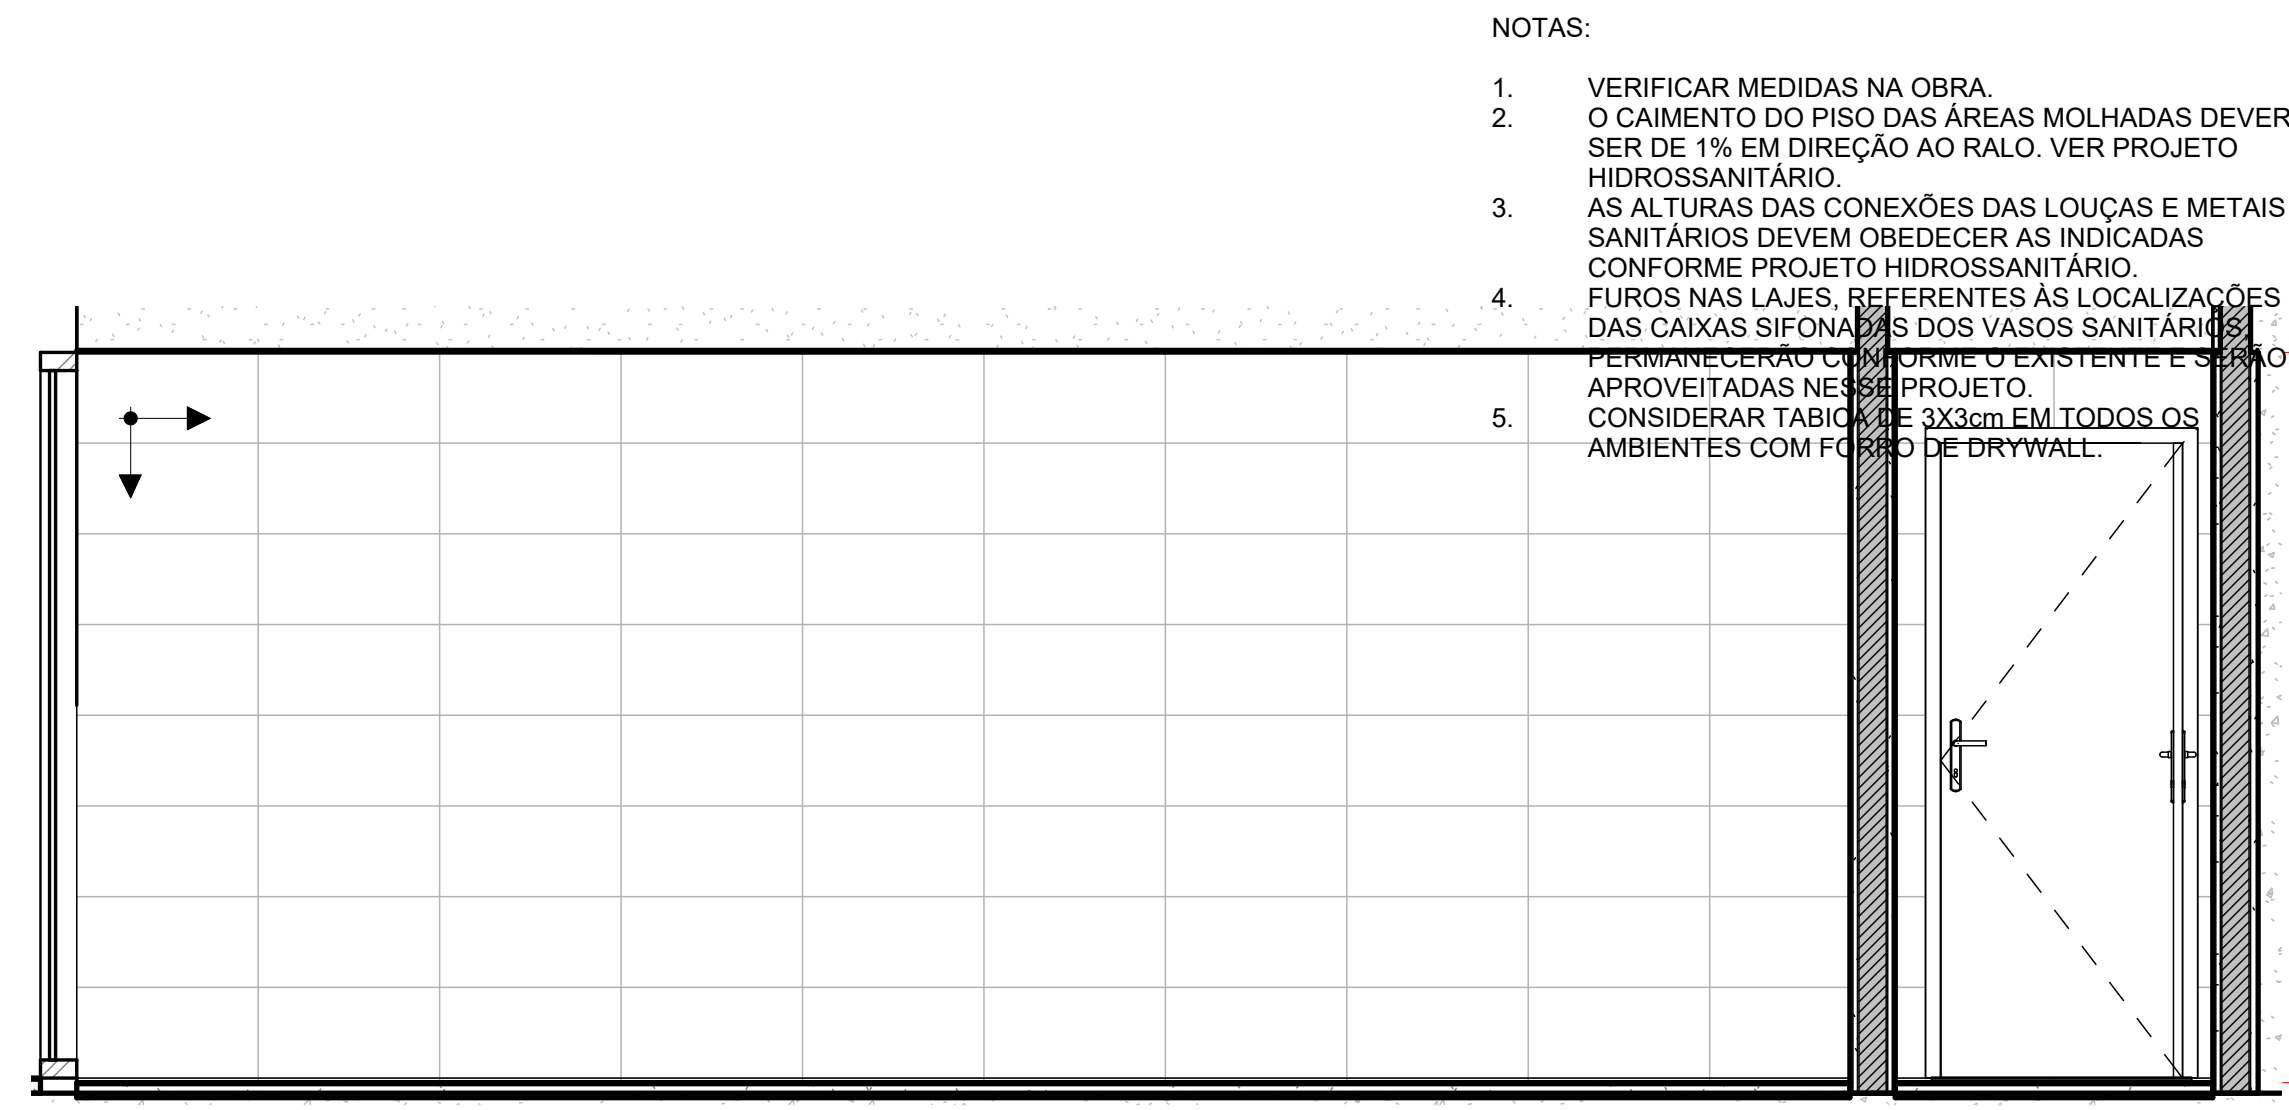 NOTAS:
1. VERIFICAR MEDIDAS NA OBRA.
2. O CAIMENTO DO PISO DAS ÁREAS MOLHADAS DEVER
SER DE 1% EM DIREÇÃO AO RALO. VER PROJETO
HIDROSSANITÁRIO.
3. AS ALTURAS DAS CONEXÕES DAS LOUÇAS E METAIS
SANITÁRIOS DEVEM OBEDECER AS INDICADAS
CONFORME PROJETO HIDROSSANITÁRIO.
4. FUROS NAS LAJES, REFERENTES ÀS LOCALIZAÇÕES
DAS CAIXAS SIFONADAS DOS VASOS SANITÁRIOS
PERMANECERÃO CONFORME O EXISTENTE E SERÃO
APROVEITADAS NESSE PROJETO.
5. CONSIDERAR TABICA DE 3X3cm EM TODOS OS
AMBIENTES COM FORRO DE DRYWALL.